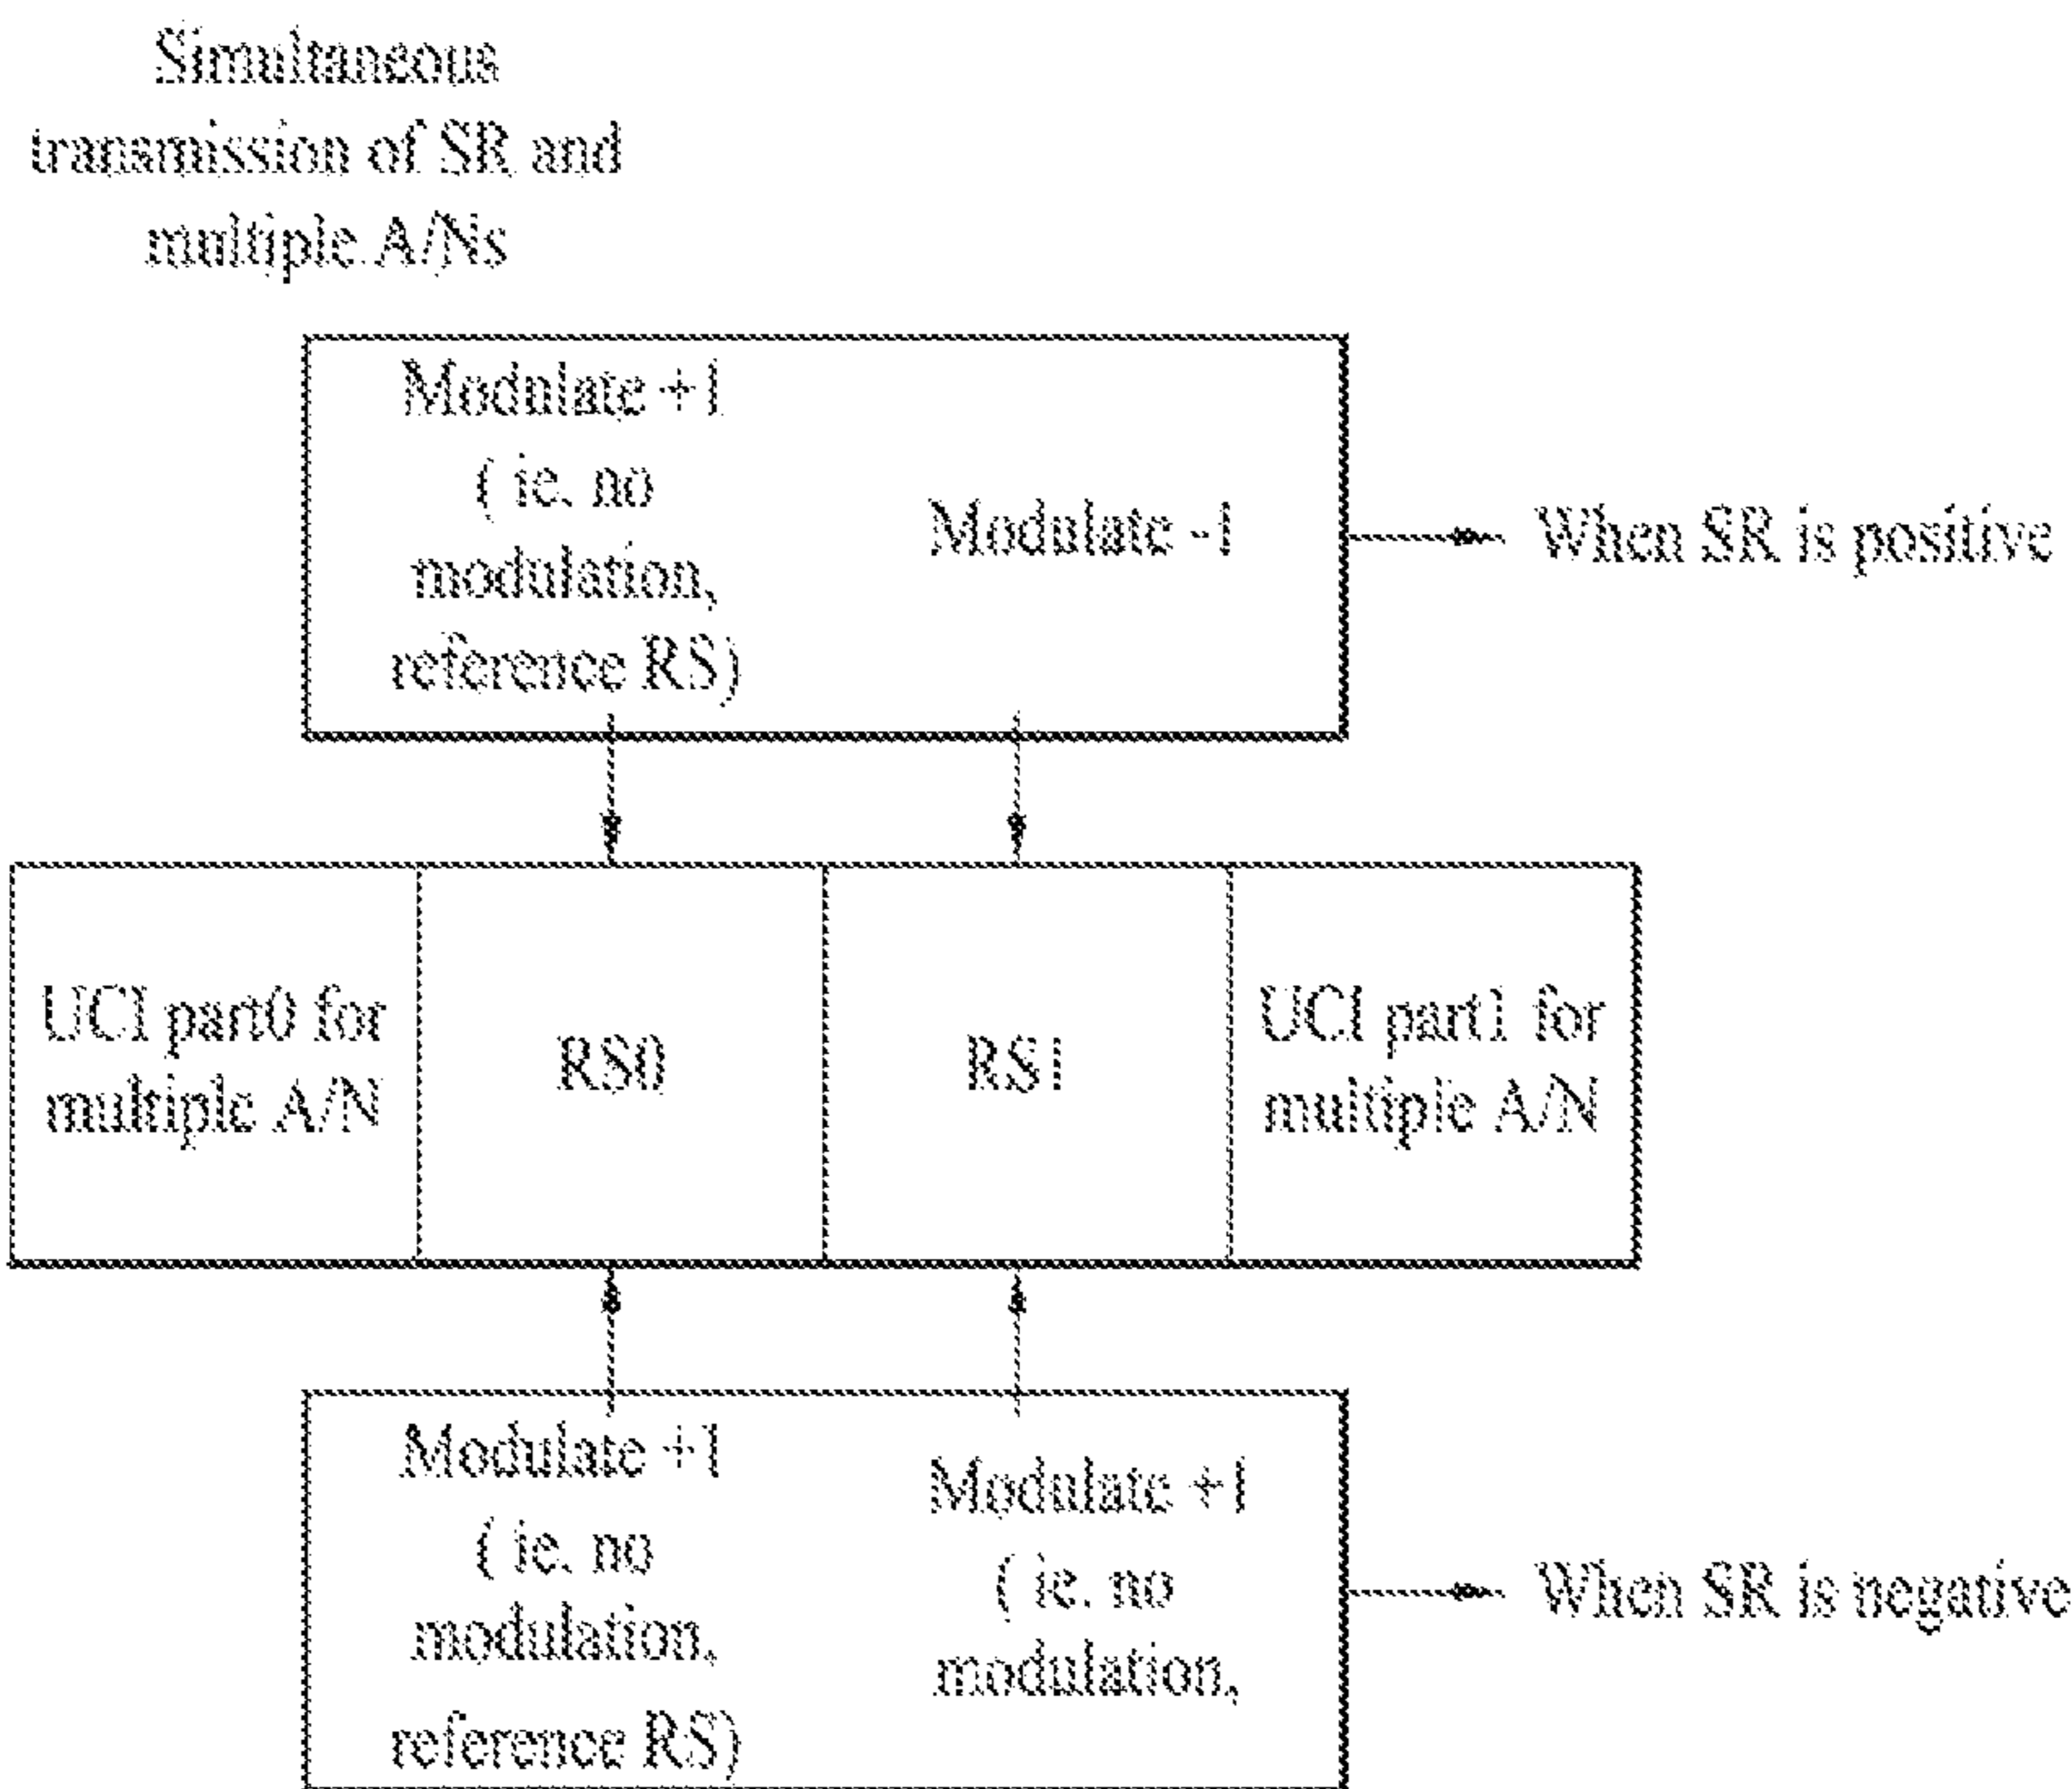 Simultaneous
transmission of SR and
multiple A/Ns
Modulate +1
( ie. no
modulation,
reference RS)
Modulate -1
When SR is positive
UCI part0 for
multiple A/N
RS0
RS1
UCI part1 for
multiple A/N
Modulate +1
( ie. no
modulation,
reference RS)
Modulate +1
( ie. no
modulation,
When SR is negative